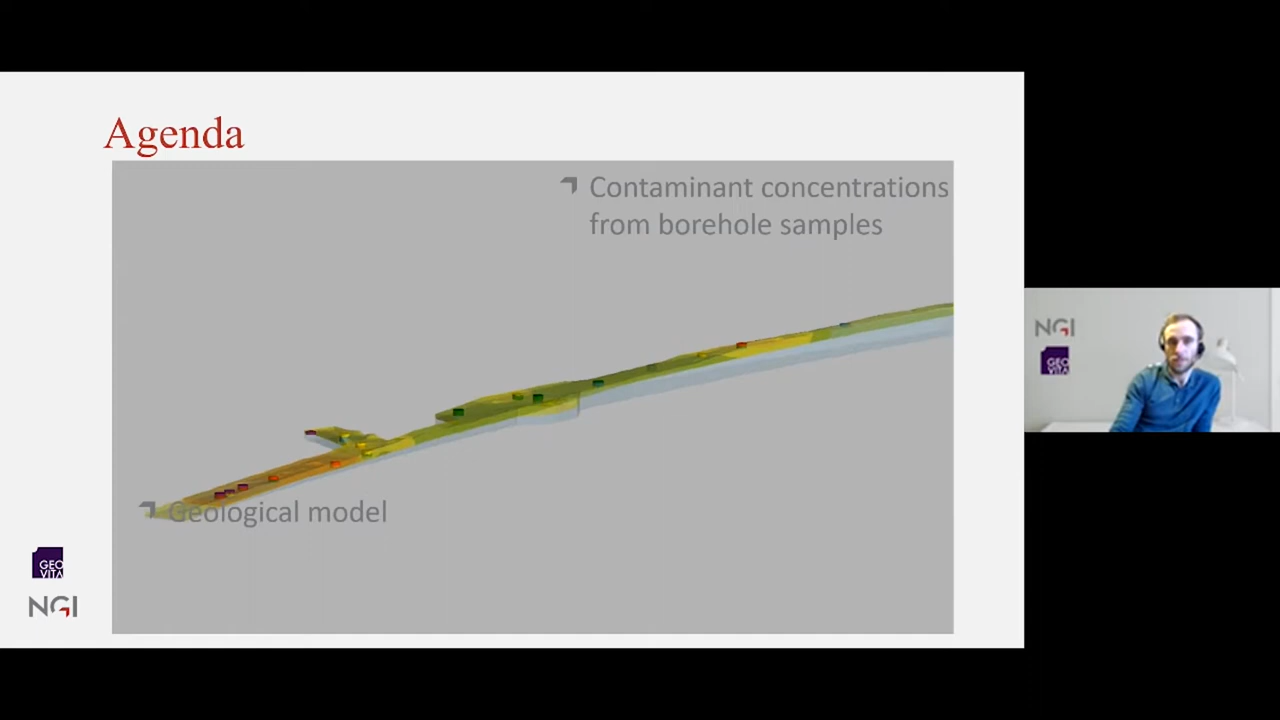 Agenda
Contaminant concentrations
from borehole samples
Geological model
GEO
VITA
NGI
NGI
GEO
VITA